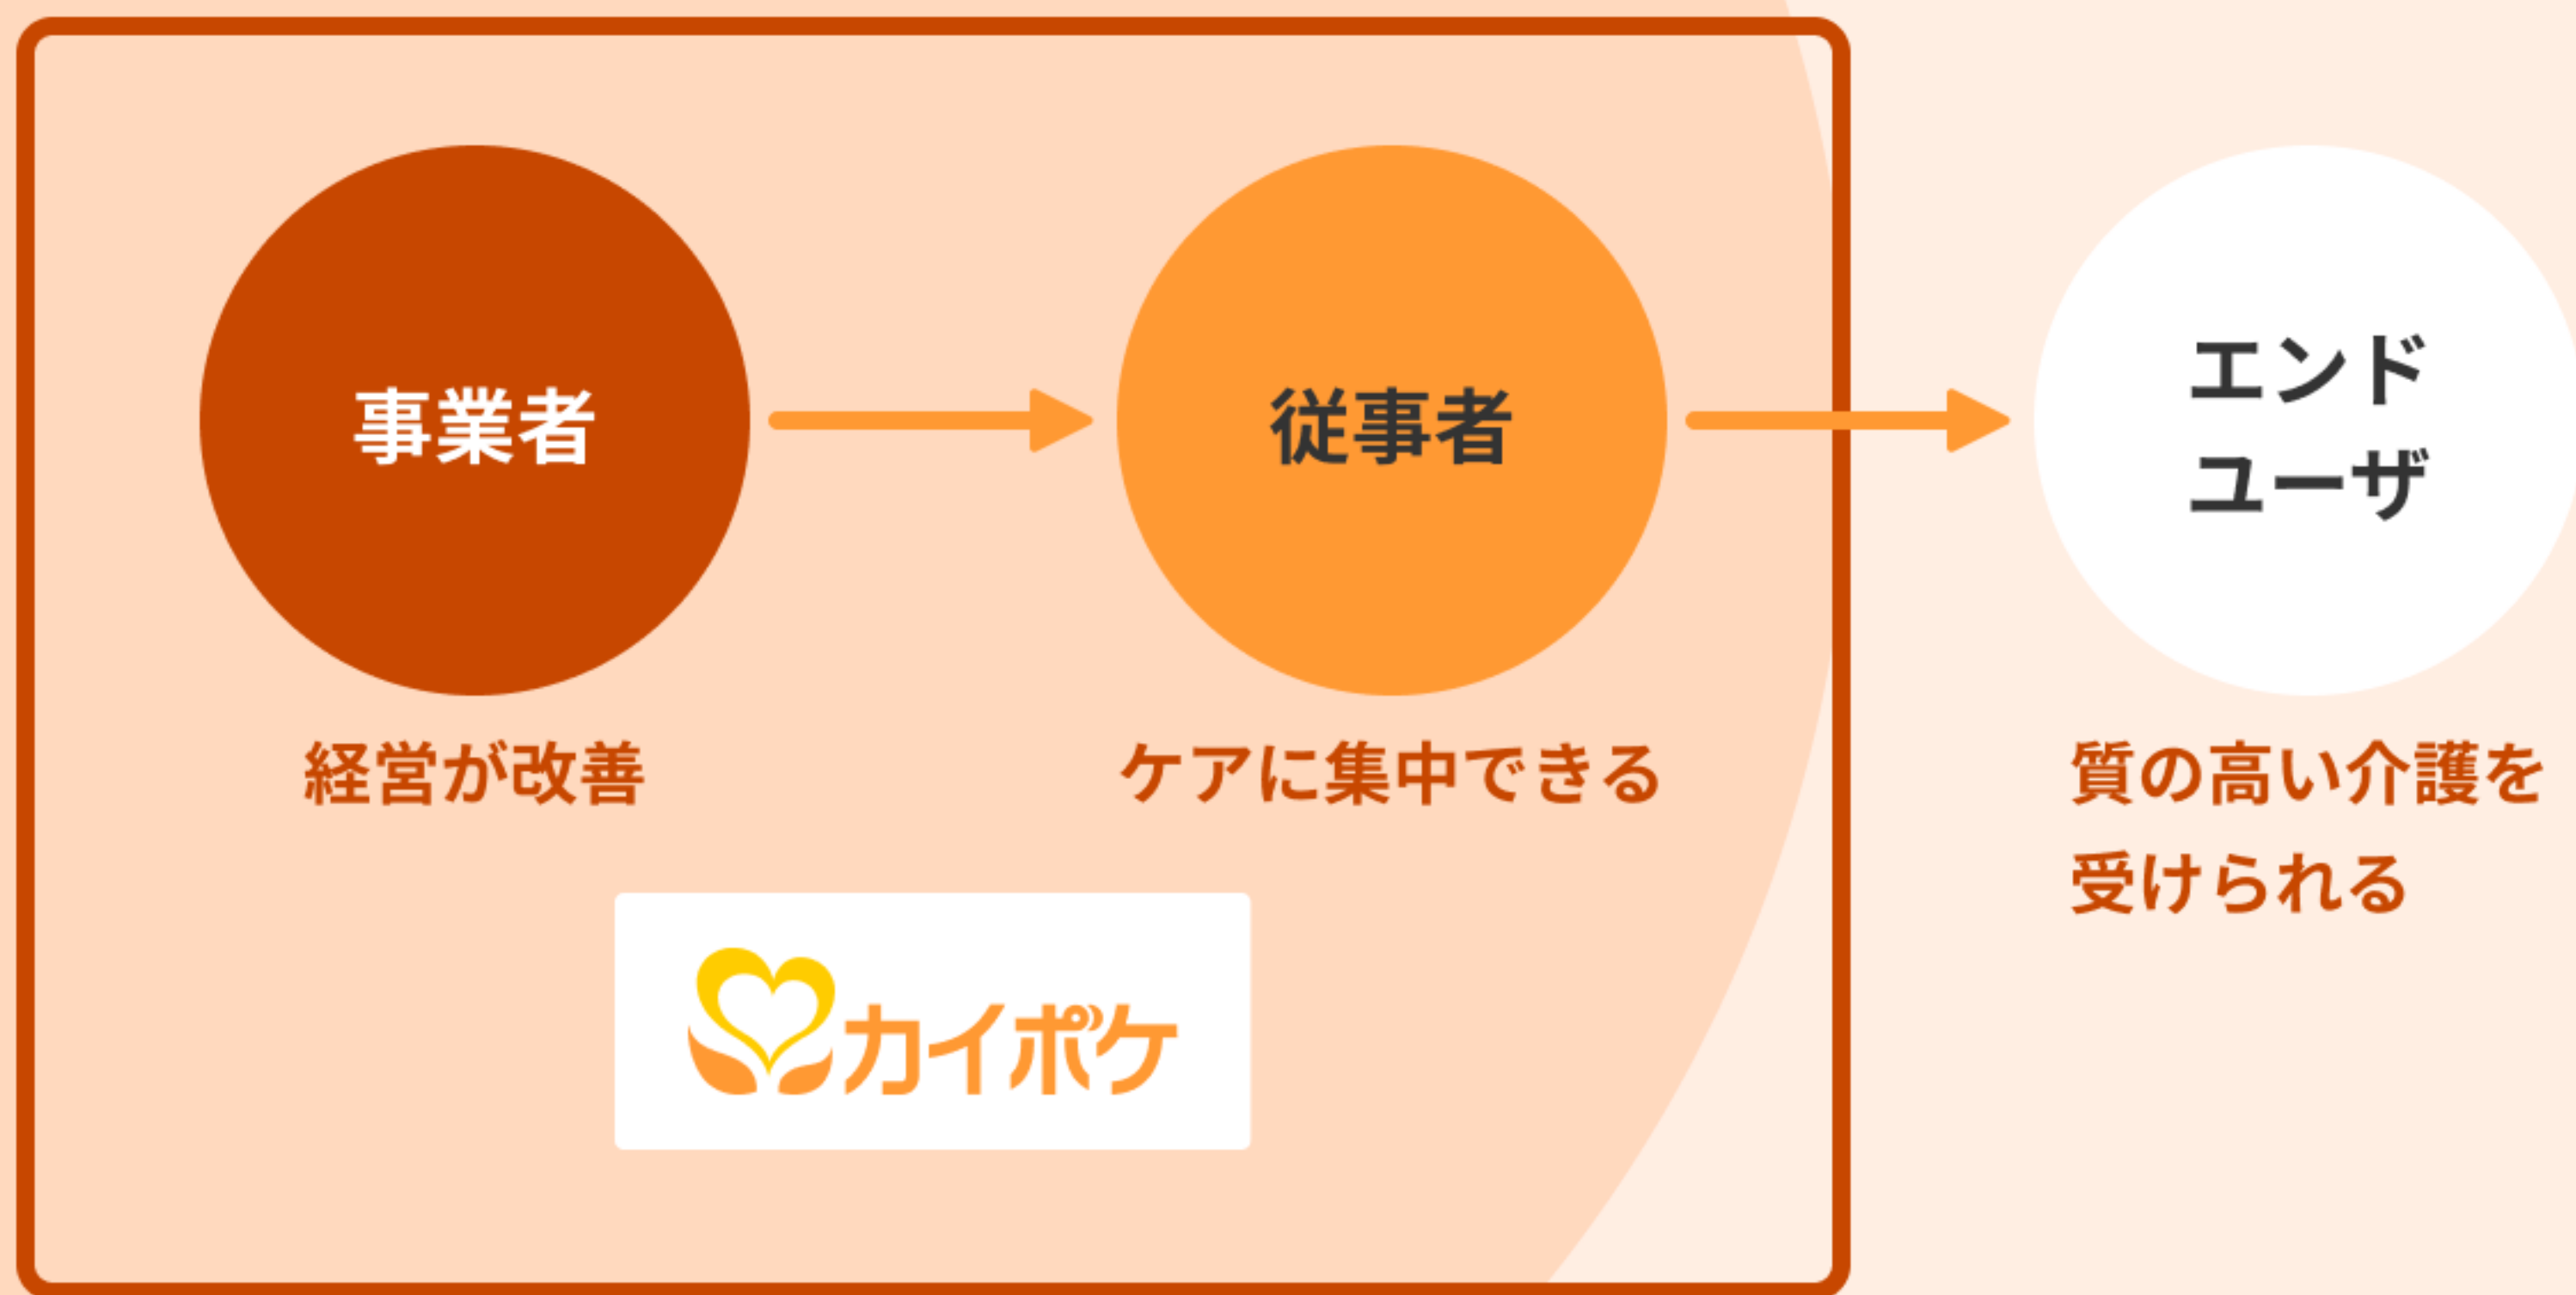 事業者
従事者
エンド
ユーザ
経営が改善
ケアに集中できる
質の高い介護を
受けられる
カイポケ